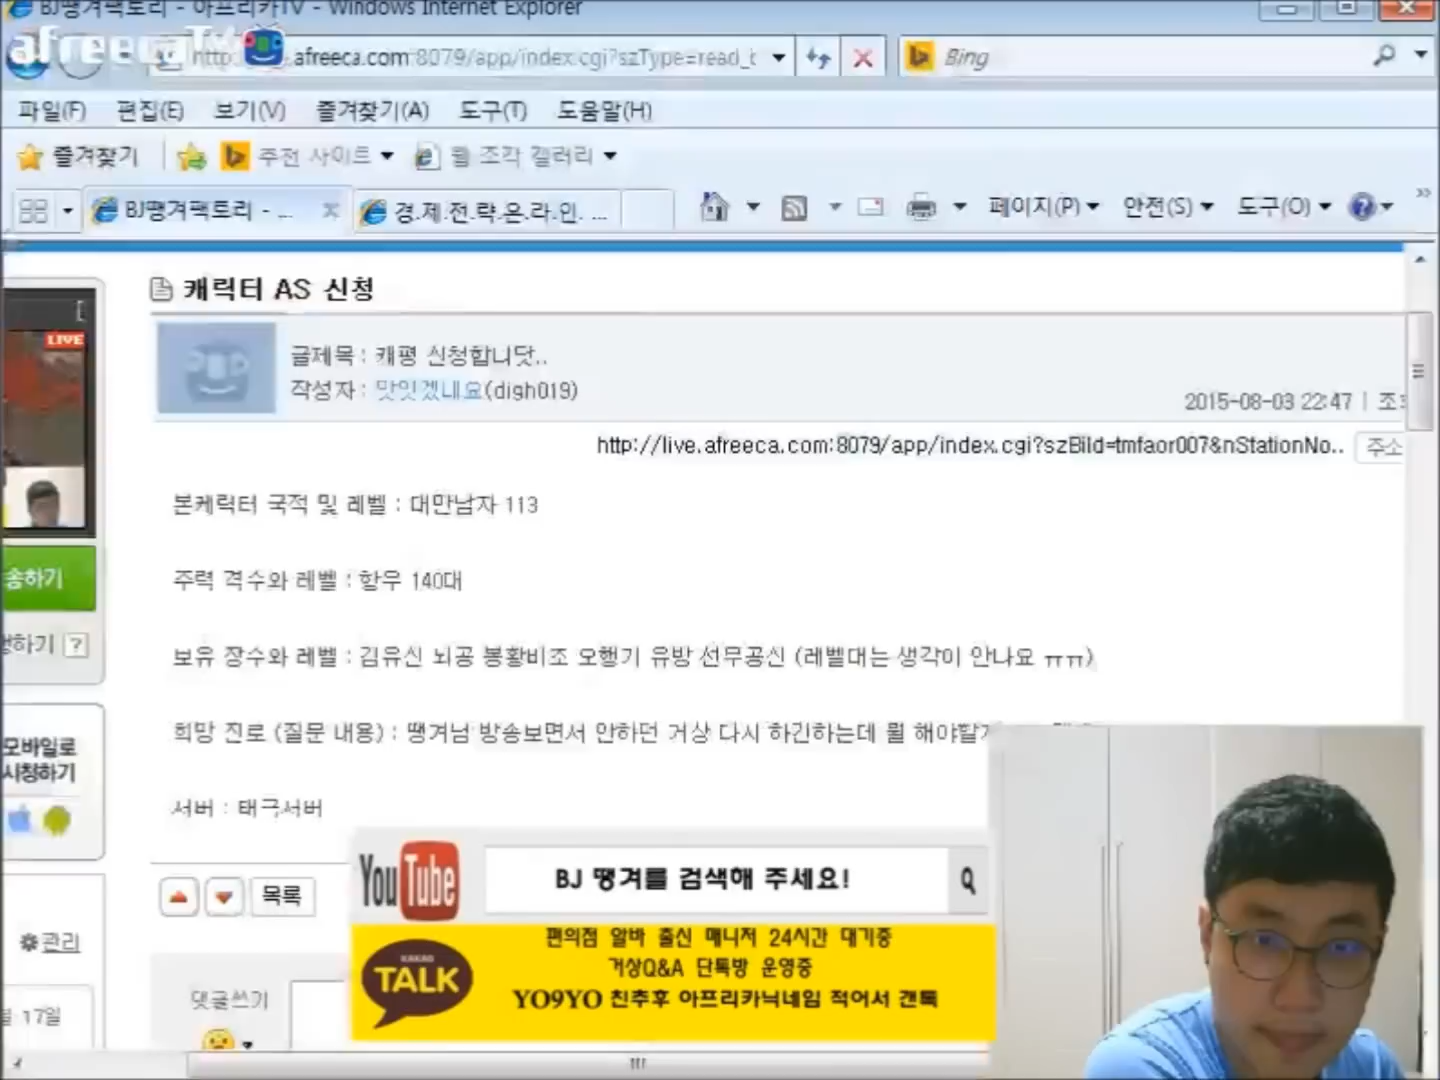 BJ땡겨팩토리 - 아프리카TV - Windows Internet Explorer
afreecaTV
afreeca.com:8079/app/index.cgi?szType=read_
Bing
파일(F) 편집(E) 보기(V) 즐겨찾기(A) 도구(T) 도움말(H)
즐겨찾기 추천 사이트 웹 조각 갤러리
BJ땡겨팩토리 - ... 경.제.전.략.온.라.인. ... 페이지(P) 안전(S) 도구(O)
캐릭터 AS 신청
LIVE
글제목 : 캐평 신청합니닷..
작성자 : 맛잇겠내요(digh019)
2015-08-03 22:47 |
http://live.afreeca.com:8079/app/index.cgi?szBjId=tmfaor007&nStationNo..
주소
본케릭터 국적 및 레벨 : 대만남자 113
송하기
주력 격수와 레벨 : 항우 140대
하기 ?
보유 장수와 레벨 : 김유신 뇌공 봉황비조 오행기 유방 선무공신 (레벨대는 생각이 안나요 ㅠㅠ)
희망 진로 (질문 내용) : 땡겨님 방송보면서 안하던 거상 다시 하긴하는데 뭘 해야할
모바일로
시청하기
서버 : 태극서버
목록
YouTube
BJ 땡겨를 검색해 주세요!
관리
편의점 알바 출신 매니저 24시간 대기중
거상Q&A 단톡방 운영중
YO9YO 친추후 아프리카닉네임 적어서 갠톡
KAKAO
TALK
댓글쓰기
17일